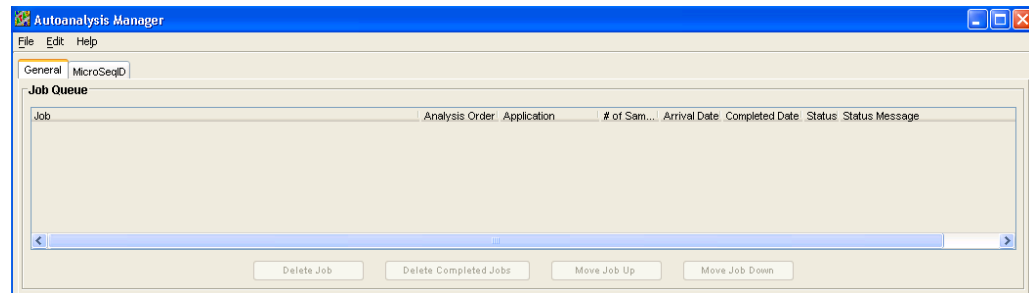 Autoanalysis Manager
File Edit Help
General MicroSeqID
Job Queue
Job Analysis Order Application # of Sam... Arrival Date Completed Date Status Status Message
Delete Job Delete Completed Jobs Move Job Up Move Job Down